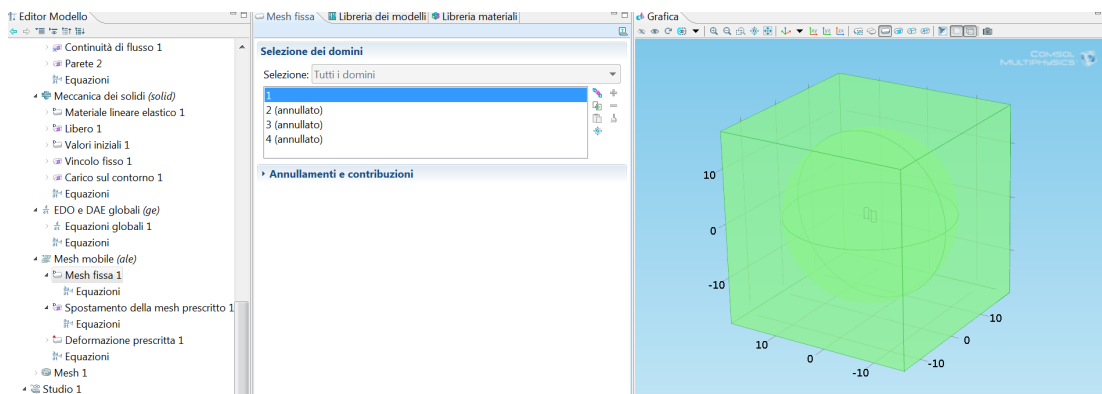 Editor Modello
Continuità di flusso 1
Parete 2
Equazioni
Meccanica dei solidi (solid)
Materiale lineare elastico 1
Libero 1
Valori iniziali 1
Vincolo fisso 1
Carico sul contorno 1
Equazioni
EDO e DAE globali (ge)
Equazioni globali 1
Equazioni
Mesh mobile (ale)
Mesh fissa 1
Equazioni
Spostamento della mesh prescritto 1
Equazioni
Deformazione prescritta 1
Equazioni
Mesh 1
Studio 1
Mesh fissa Libreria dei modelli Libreria materiali
Selezione dei domini
Selezione: Tutti i domini
1
2 (annullato)
3 (annullato)
4 (annullato)
Annullamenti e contribuzioni
Grafica
COMSOL
MULTIPHYSICS
10
0
-10
10
0
-10
10
0
-10